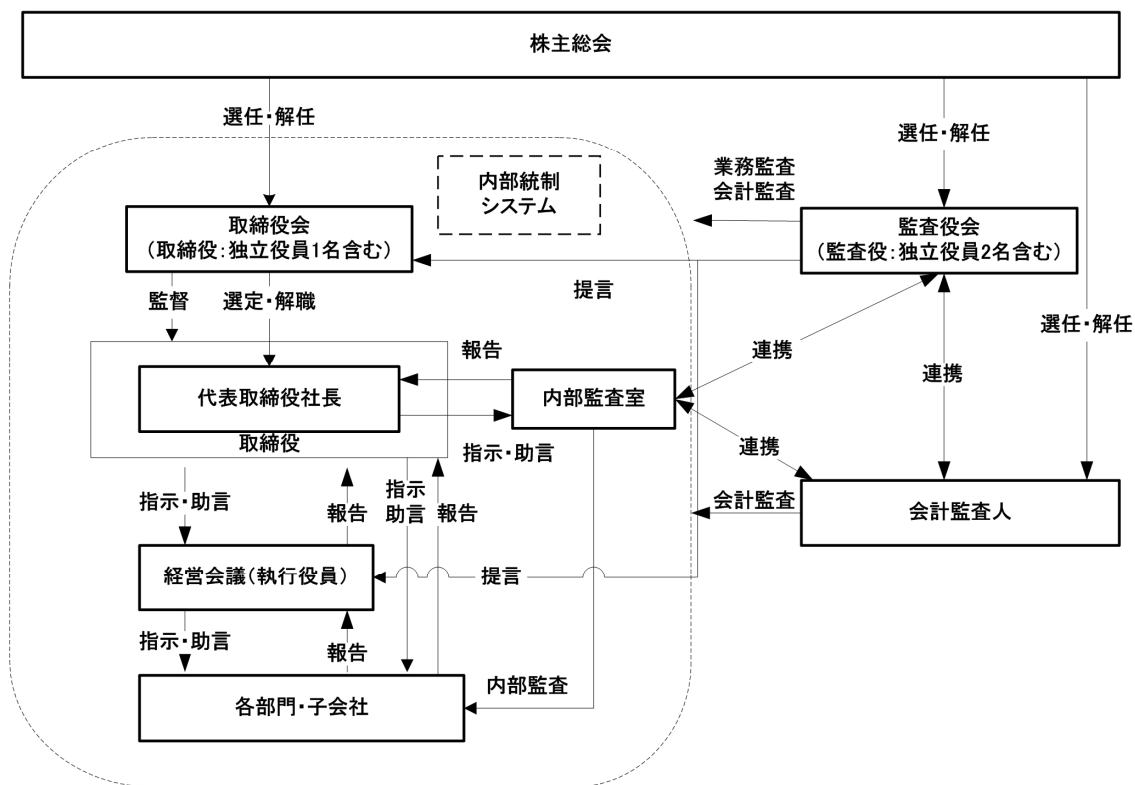 株主総会
選任・解任
選任・解任
業務監査
会計監査
内部統制
システム
取締役会
（取締役：独立役員1名含む）
監査役会
（監査役：独立役員2名含む）
提言
監督
選定・解職
選任・解任
報告
連携
連携
代表取締役社長
内部監査室
取締役
指示・助言
連携
指示・助言
報告
指示
助言
報告
会計監査
会計監査人
経営会議（執行役員）
提言
指示・助言
報告
内部監査
各部門・子会社